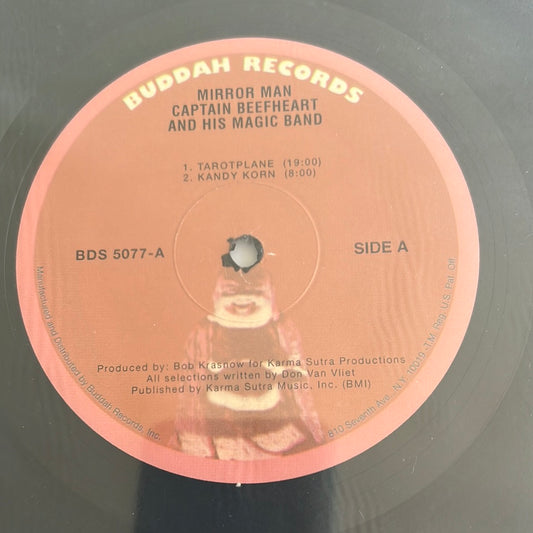 BUDDAH RECORDS
MIRROR MAN
CAPTAIN BEEFHEART
AND HIS MAGIC BAND
1. TAROTPLANE (19:00)
2. KANDY KORN (8:00)
BDS 5077-A
SIDE A
Produced by: Bob Krasnow for Karma Sutra Productions
All selections written by Don Van Vliet
Published by Karma Sutra Music, Inc. (BMI)
Manufactured and Distributed by Buddah Records, Inc.
810 Seventh Ave., N.Y. 10019 - T.M. Reg. U.S. Pat. Off